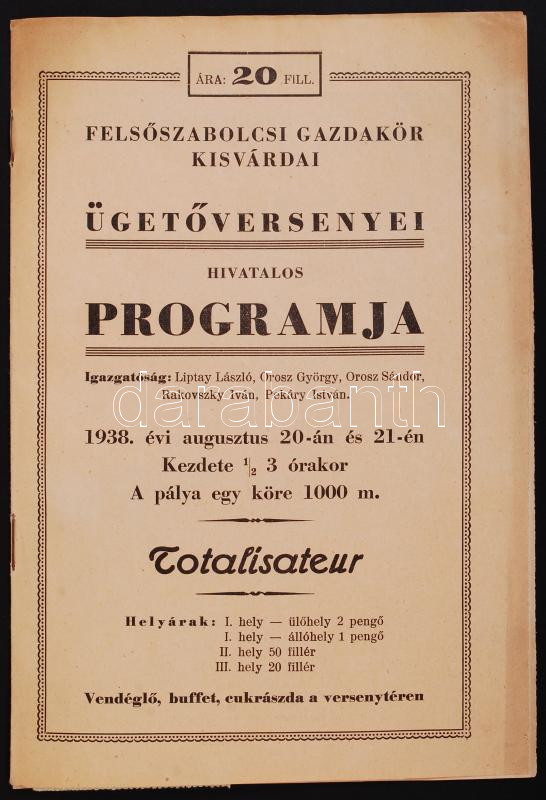 ÁRA: 20 FILL.
FELSŐSZABOLCSI GAZDAKÖR
KISVÁRDAI
ÜGETŐVERSENYEI
HIVATALOS
PROGRAMJA
Igazgatóság: Liptay László, Orosz György, Orosz Sándor,
Rakovszky Iván, Pekáry István.
darabanth
1938. évi augusztus 20-án és 21-én
Kezdete 1/2 3 órakor
A pálya egy köre 1000 m.
Totalisateur
Helyárak: I. hely — ülőhely 2 pengő
I. hely — állóhely 1 pengő
II. hely 50 fillér
III. hely 20 fillér
Vendéglő, buffet, cukrászda a versenytéren